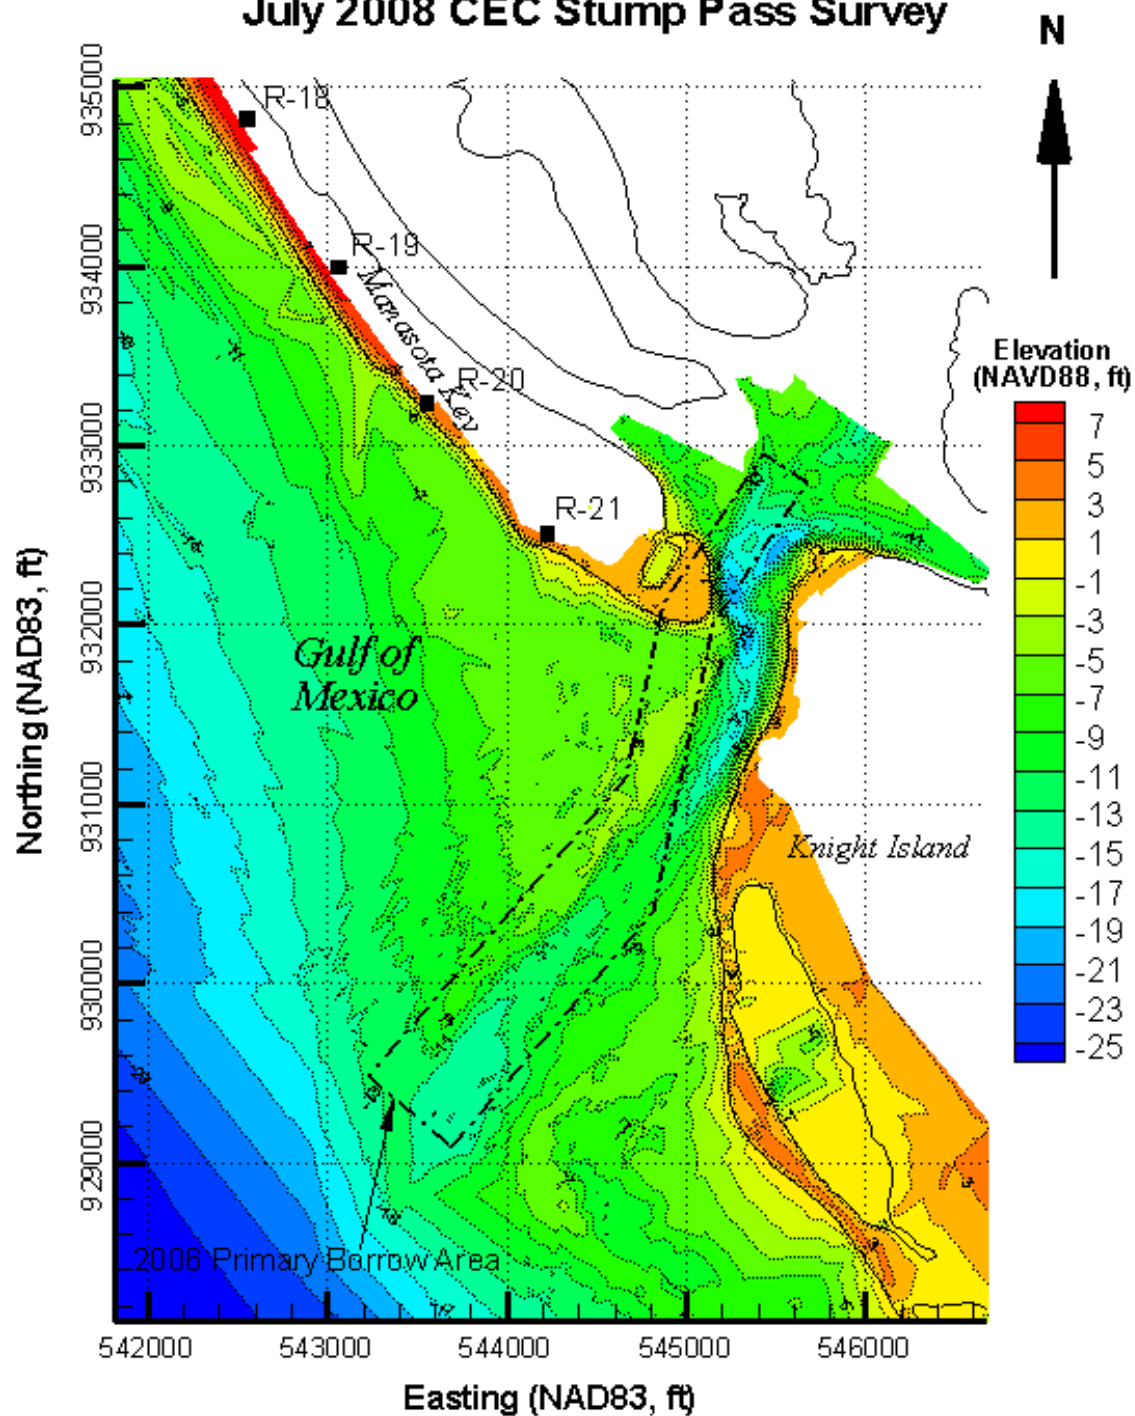 July 2008 CEC Stump Pass Survey
N
R-18
R-19
Manasota Key
R-20
R-21
Gulf of
Mexico
Knight Island
2006 Primary Borrow Area
Elevation
(NAVD88, ft)
7
5
3
1
-1
-3
-5
-7
-9
-11
-13
-15
-17
-19
-21
-23
-25
Northing (NAD83, ft)
935000
934000
933000
932000
931000
930000
929000
542000
543000
544000
545000
546000
Easting (NAD83, ft)